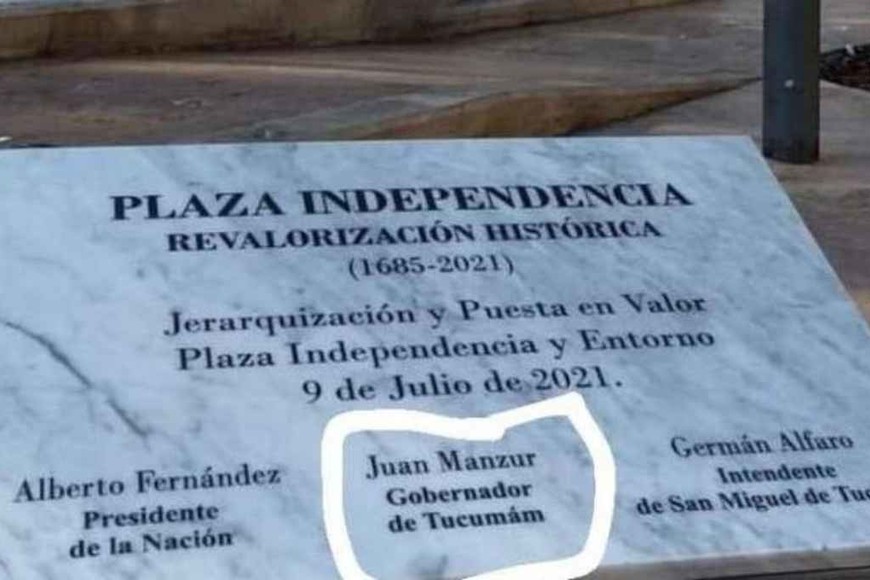 PLAZA INDEPENDENCIA
REVALORIZACIÓN HISTÓRICA
(1685-2021)
Jerarquización y Puesta en Valor
Plaza Independencia y Entorno
9 de Julio de 2021.
Alberto Fernández
Presidente
de la Nación
Juan Manzur
Gobernador
de Tucumám
Germán Alfaro
Intendente
de San Miguel de Tuc